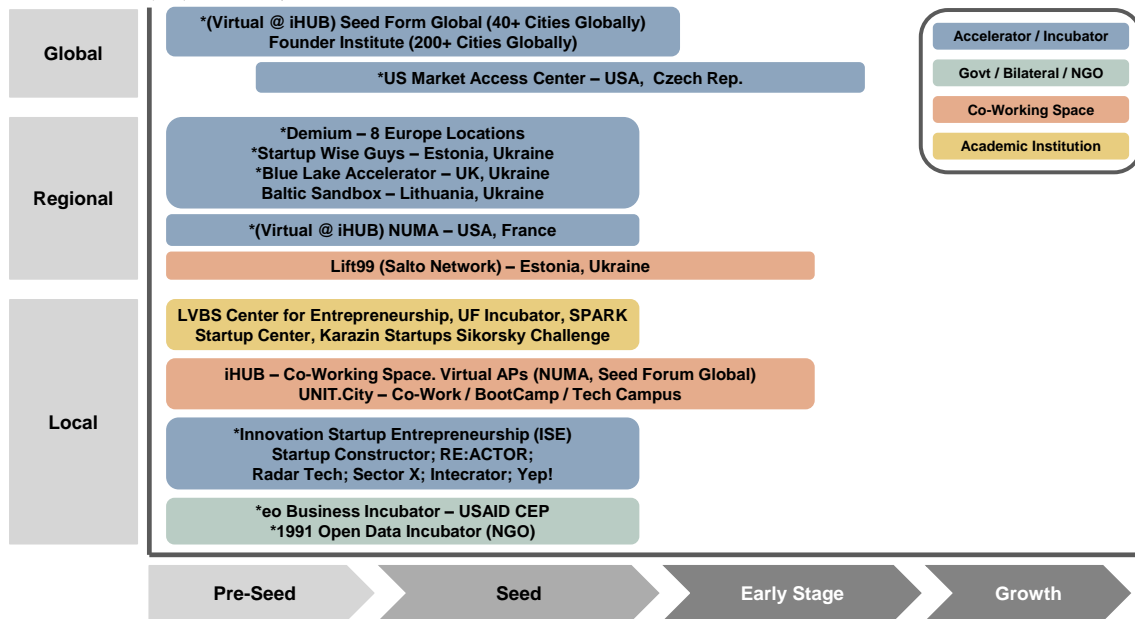 Global
*(Virtual @ iHUB) Seed Form Global (40+ Cities Globally)
Founder Institute (200+ Cities Globally)
*US Market Access Center – USA, Czech Rep.
Accelerator / Incubator
Govt / Bilateral / NGO
Co-Working Space
Academic Institution
Regional
*Demium – 8 Europe Locations
*Startup Wise Guys – Estonia, Ukraine
*Blue Lake Accelerator – UK, Ukraine
Baltic Sandbox – Lithuania, Ukraine
*(Virtual @ iHUB) NUMA – USA, France
Lift99 (Salto Network) – Estonia, Ukraine
Local
LVBS Center for Entrepreneurship, UF Incubator, SPARK
Startup Center, Karazin Startups Sikorsky Challenge
iHUB – Co-Working Space. Virtual APs (NUMA, Seed Forum Global)
UNIT.City – Co-Work / BootCamp / Tech Campus
*Innovation Startup Entrepreneurship (ISE)
Startup Constructor; RE:ACTOR;
Radar Tech; Sector X; Intecrator; Yep!
*eo Business Incubator – USAID CEP
*1991 Open Data Incubator (NGO)
Pre-Seed
Seed
Early Stage
Growth